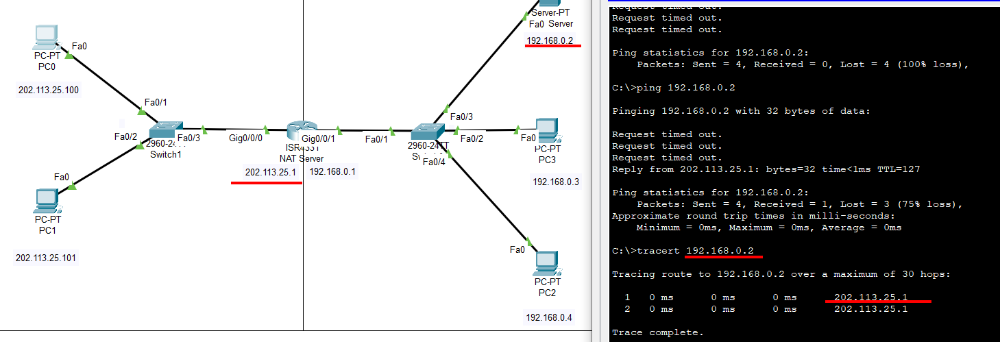 Server-PT
Fa0 Server
192.168.0.2
Fa0
PC-PT
PC0
202.113.25.100
Fa0/1
Fa0/2
Fa0/3
Switch1
Gig0/0/0
Gig0/0/1
ISR4331
NAT Server
202.113.25.1
192.168.0.1
Fa0/3
Fa0/1
Fa0/2
2960-24TT
Fa0/4
Fa0
PC-PT
PC3
192.168.0.3
Fa0
PC-PT
PC1
202.113.25.101
Fa0
PC-PT
PC2
192.168.0.4
Request timed out.
Request timed out.
Request timed out.
Ping statistics for 192.168.0.2:
Packets: Sent = 4, Received = 0, Lost = 4 (100% loss),
C:\>ping 192.168.0.2
Pinging 192.168.0.2 with 32 bytes of data:
Request timed out.
Request timed out.
Request timed out.
Reply from 202.113.25.1: bytes=32 time<1ms TTL=127
Ping statistics for 192.168.0.2:
Packets: Sent = 4, Received = 1, Lost = 3 (75% loss),
Approximate round trip times in milli-seconds:
Minimum = 0ms, Maximum = 0ms, Average = 0ms
C:\>tracert 192.168.0.2
Tracing route to 192.168.0.2 over a maximum of 30 hops:
1 0 ms 0 ms 0 ms 202.113.25.1
2 0 ms 0 ms 0 ms 202.113.25.1
Trace complete.